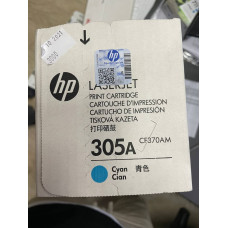 hp
LASERJET
PRINT CARTRIDGE
CARTOUCHE D'IMPRESSION
CARTUCHO DE IMPRESIÓN
TISKOVÁ KAZETA
打印硒鼓
305A CF370AM
Cyan 青色
Cian